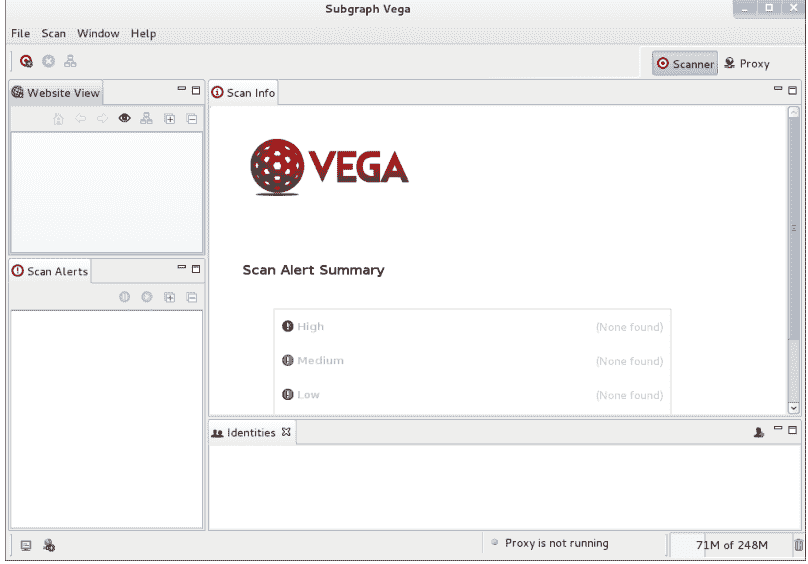 Subgraph Vega
File Scan Window Help
Scanner Proxy
Website View
Scan Info
VEGA
Scan Alert Summary
High (None found)
Medium (None found)
Low (None found)
Scan Alerts
Identities
Proxy is not running
71M of 248M